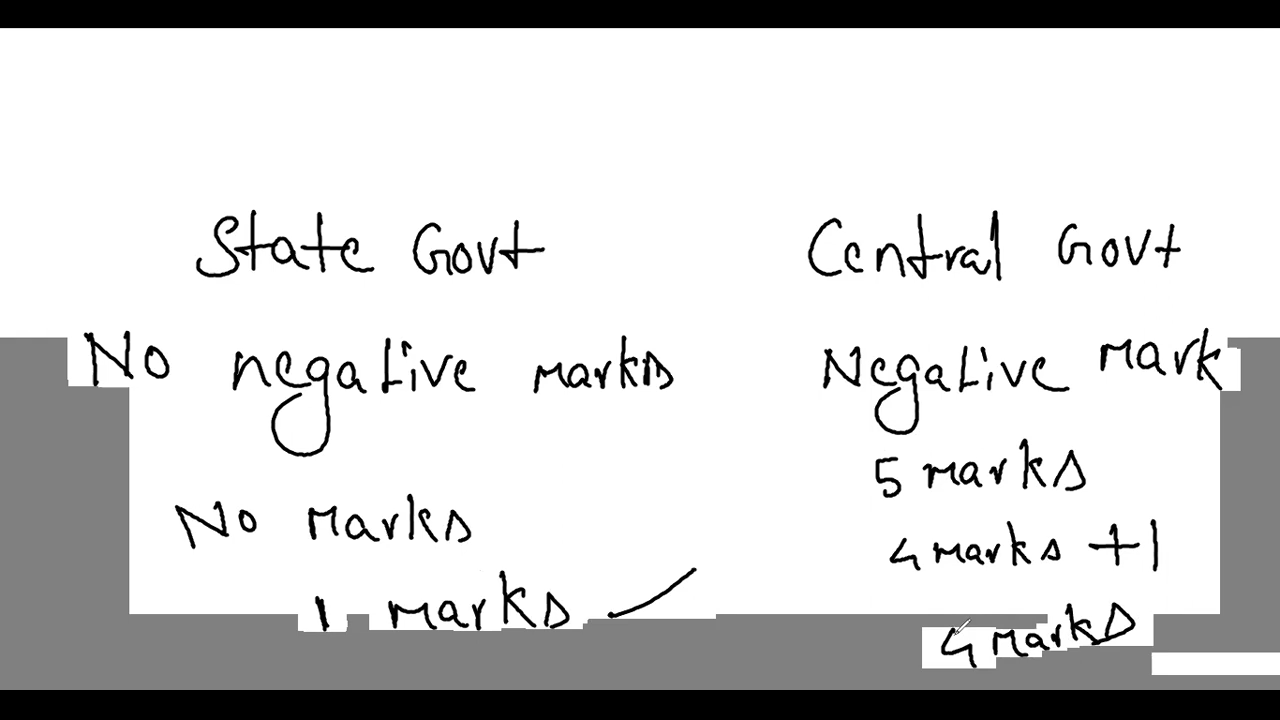 State Govt
No negative marks
No marks
1 marks
Central Govt
Negative mark
5 marks
4 marks +1
4 marks